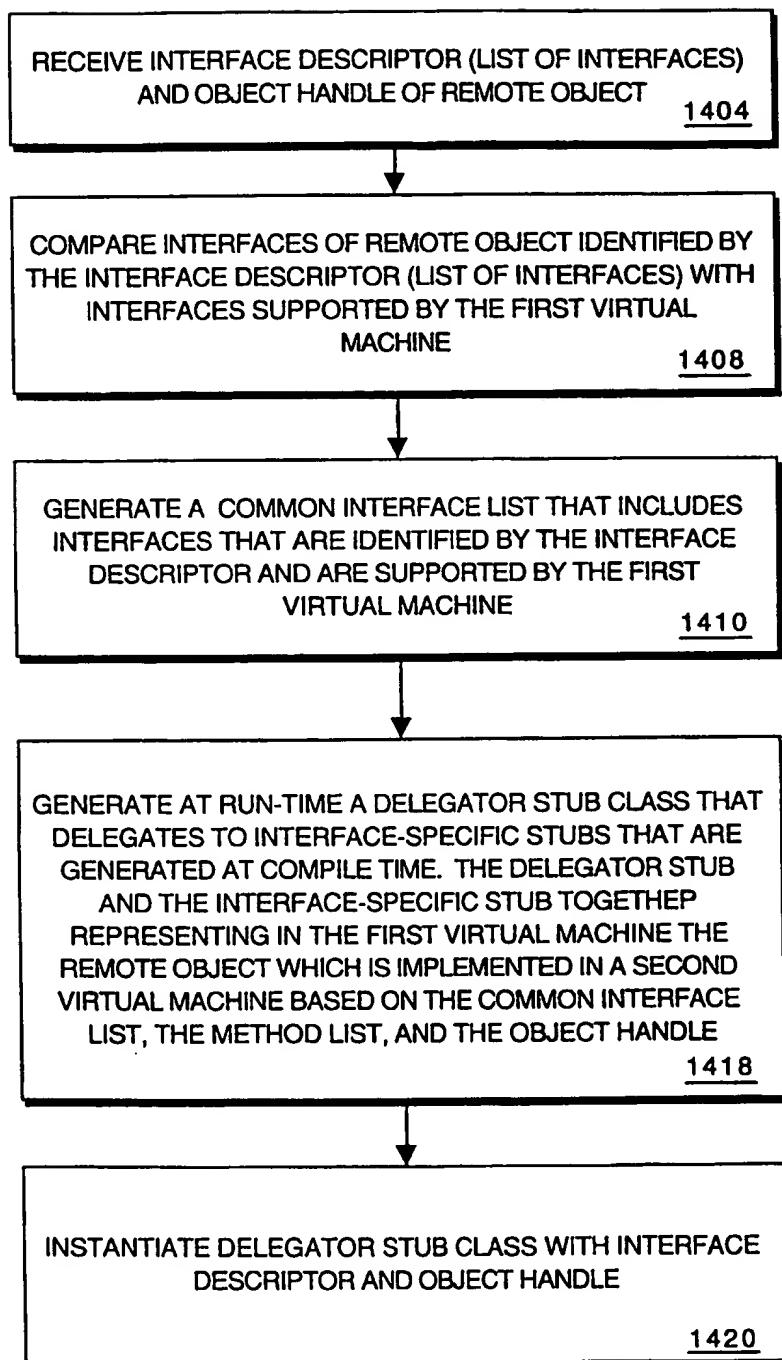 RECEIVE INTERFACE DESCRIPTOR (LIST OF INTERFACES)
AND OBJECT HANDLE OF REMOTE OBJECT
1404
COMPARE INTERFACES OF REMOTE OBJECT IDENTIFIED BY
THE INTERFACE DESCRIPTOR (LIST OF INTERFACES) WITH
INTERFACES SUPPORTED BY THE FIRST VIRTUAL
MACHINE
1408
GENERATE A COMMON INTERFACE LIST THAT INCLUDES
INTERFACES THAT ARE IDENTIFIED BY THE INTERFACE
DESCRIPTOR AND ARE SUPPORTED BY THE FIRST
VIRTUAL MACHINE
1410
GENERATE AT RUN-TIME A DELEGATOR STUB CLASS THAT
DELEGATES TO INTERFACE-SPECIFIC STUBS THAT ARE
GENERATED AT COMPILE TIME. THE DELEGATOR STUB
AND THE INTERFACE-SPECIFIC STUB TOGETHEP
REPRESENTING IN THE FIRST VIRTUAL MACHINE THE
REMOTE OBJECT WHICH IS IMPLEMENTED IN A SECOND
VIRTUAL MACHINE BASED ON THE COMMON INTERFACE
LIST, THE METHOD LIST, AND THE OBJECT HANDLE
1418
INSTANTIATE DELEGATOR STUB CLASS WITH INTERFACE
DESCRIPTOR AND OBJECT HANDLE
1420